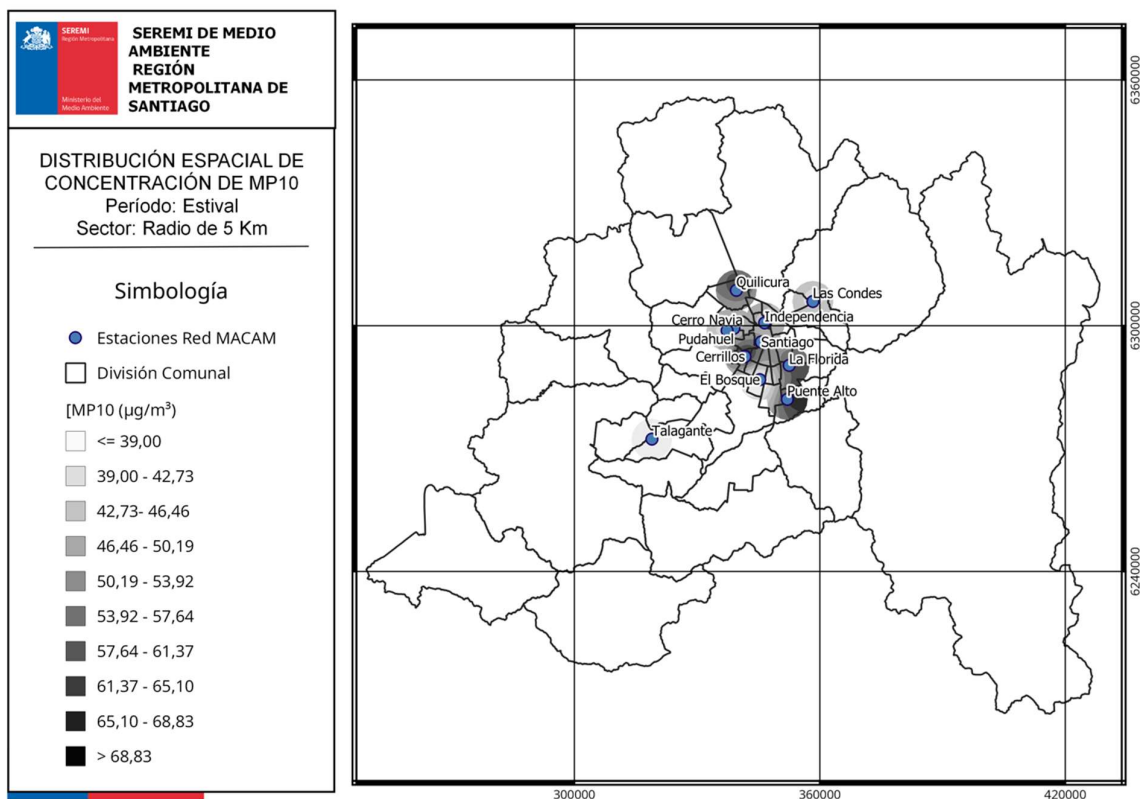 SEREMI
Región Metropolitana
Ministerio del
Medio Ambiente
SEREMI DE MEDIO
AMBIENTE
REGIÓN
METROPOLITANA DE
SANTIAGO
DISTRIBUCIÓN ESPACIAL DE
CONCENTRACIÓN DE MP10
Período: Estival
Sector: Radio de 5 Km
Simbología
Estaciones Red MACAM
División Comunal
[MP10 (µg/m³)
<= 39,00
39,00 - 42,73
42,73- 46,46
46,46 - 50,19
50,19 - 53,92
53,92 - 57,64
57,64 - 61,37
61,37 - 65,10
65,10 - 68,83
> 68,83
Quilicura
Las Condes
Cerro Navia
Independencia
Pudahuel
Santiago
Cerrillos
La Florida
El Bosque
Puente Alto
Talagante
6360000
6300000
6240000
300000
360000
420000